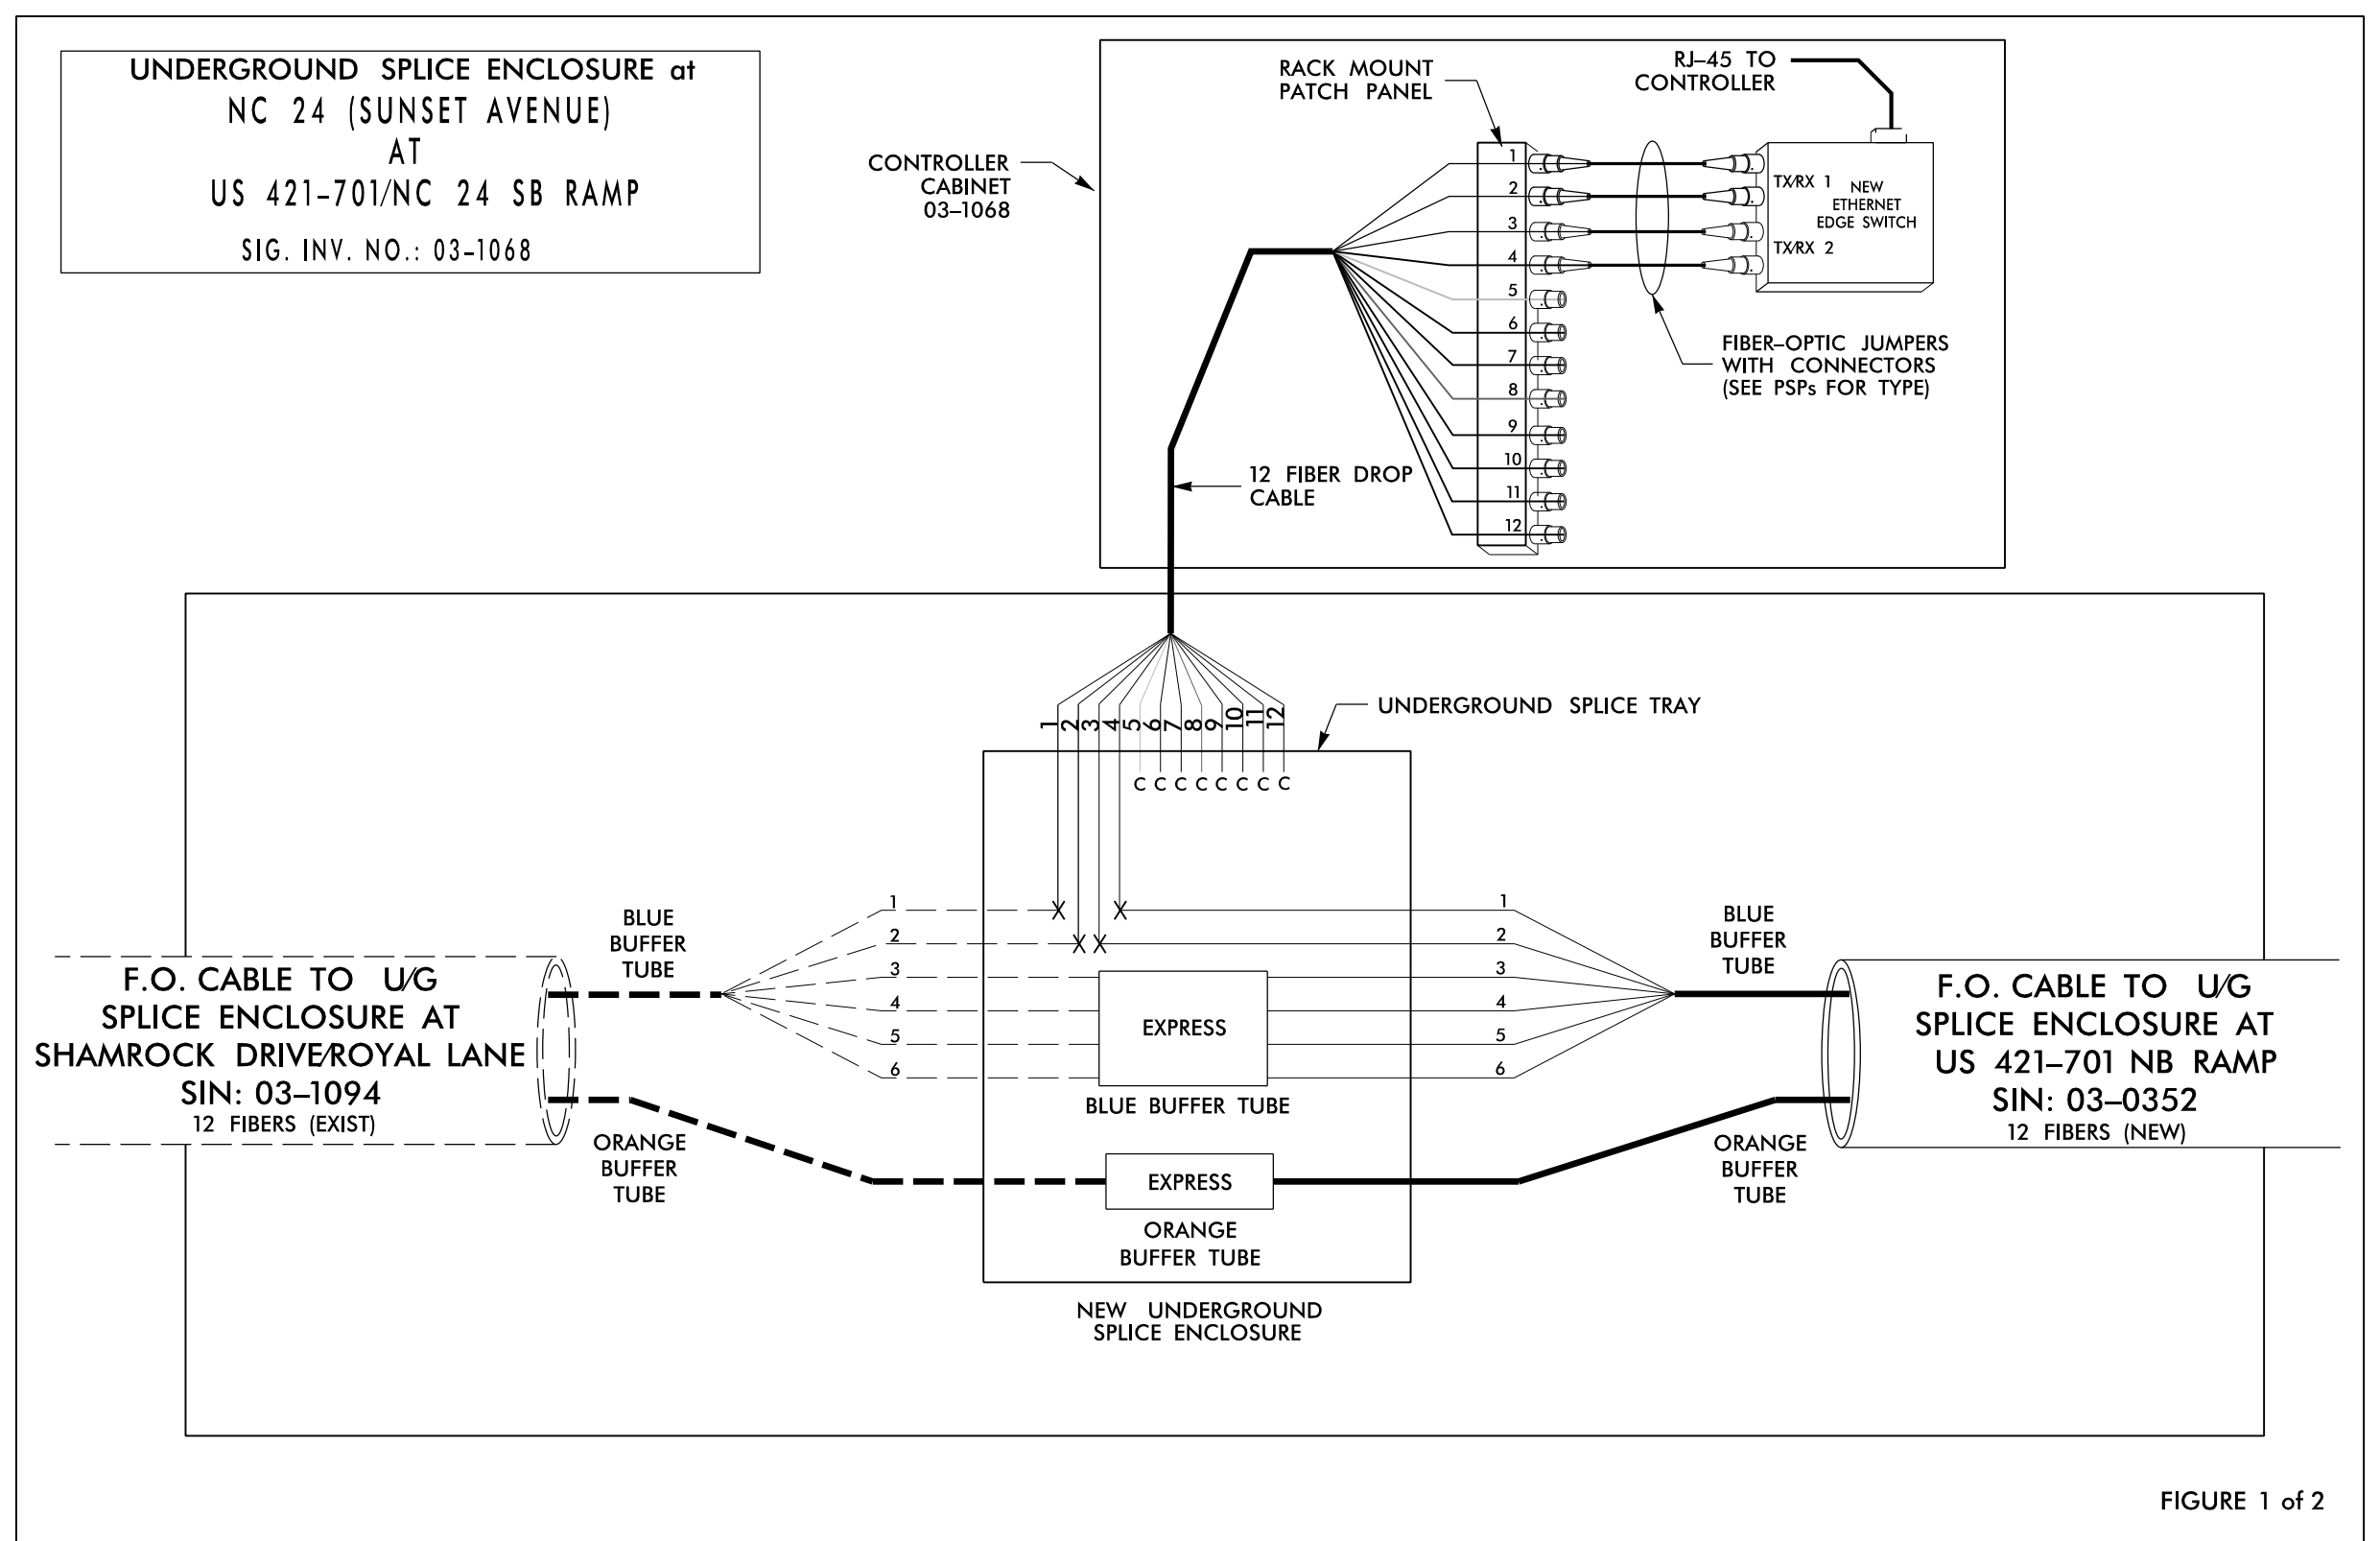 UNDERGROUND SPLICE ENCLOSURE at
NC 24 (SUNSET AVENUE)
AT
US 421-701/NC 24 SB RAMP
SIG. INV. NO.: 03-1068
CONTROLLER
CABINET
03-1068
RACK MOUNT
PATCH PANEL
RJ-45 TO
CONTROLLER
1
2
3
4
5
6
7
8
9
10
11
12
TX/RX 1
NEW
ETHERNET
EDGE SWITCH
TX/RX 2
FIBER-OPTIC JUMPERS
WITH CONNECTORS
(SEE PSPs FOR TYPE)
12 FIBER DROP
CABLE
1 2 3 4 5 6 7 8 9 10 11 12
UNDERGROUND SPLICE TRAY
C C C C C C C C
BLUE
BUFFER
TUBE
1
2
3
4
5
6
1
2
3
4
5
6
BLUE
BUFFER
TUBE
F.O. CABLE TO U/G
SPLICE ENCLOSURE AT
SHAMROCK DRIVE/ROYAL LANE
SIN: 03-1094
12 FIBERS (EXIST)
EXPRESS
BLUE BUFFER TUBE
F.O. CABLE TO U/G
SPLICE ENCLOSURE AT
US 421-701 NB RAMP
SIN: 03-0352
12 FIBERS (NEW)
ORANGE
BUFFER
TUBE
EXPRESS
ORANGE
BUFFER TUBE
ORANGE
BUFFER
TUBE
NEW UNDERGROUND
SPLICE ENCLOSURE
FIGURE 1 of 2